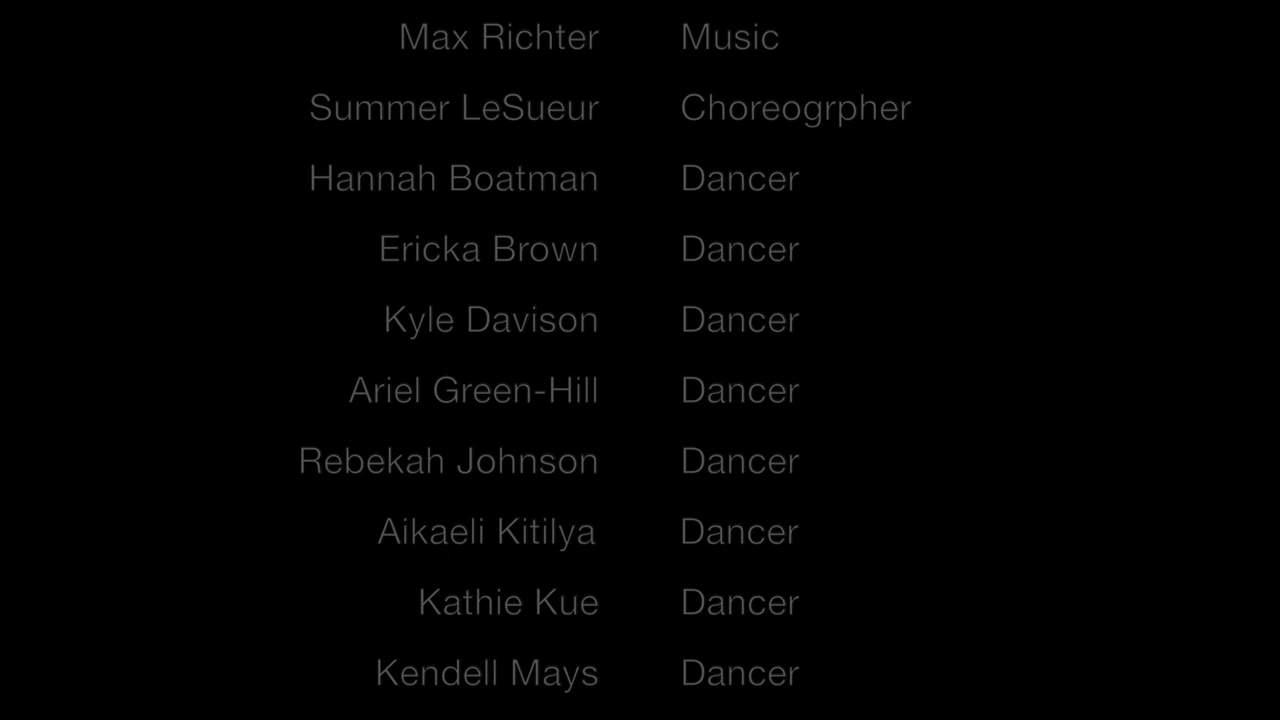 Max Richter Music
Summer LeSueur Choreogrpher
Hannah Boatman Dancer
Ericka Brown Dancer
Kyle Davison Dancer
Ariel Green-Hill Dancer
Rebekah Johnson Dancer
Aikaeli Kitilya Dancer
Kathie Kue Dancer
Kendell Mays Dancer